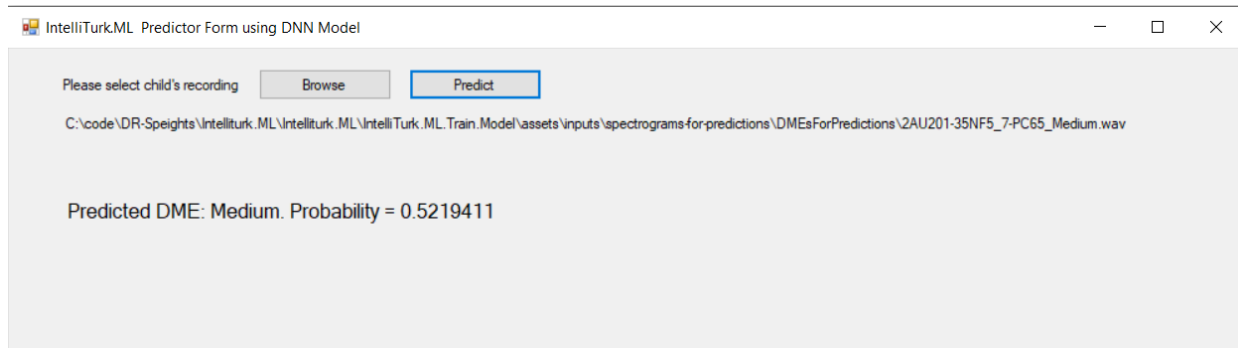 IntelliTurk.ML Predictor Form using DNN Model
Please select child's recording Browse Predict
C:\code\DR-Speights\Intelliturk.ML\Intelliturk.ML\IntelliTurk.ML.Train.Model\assets\inputs\spectrograms-for-predictions\DMEsForPredictions\2AU201-35NF5_7-PC65_Medium.wav
Predicted DME: Medium. Probability = 0.5219411